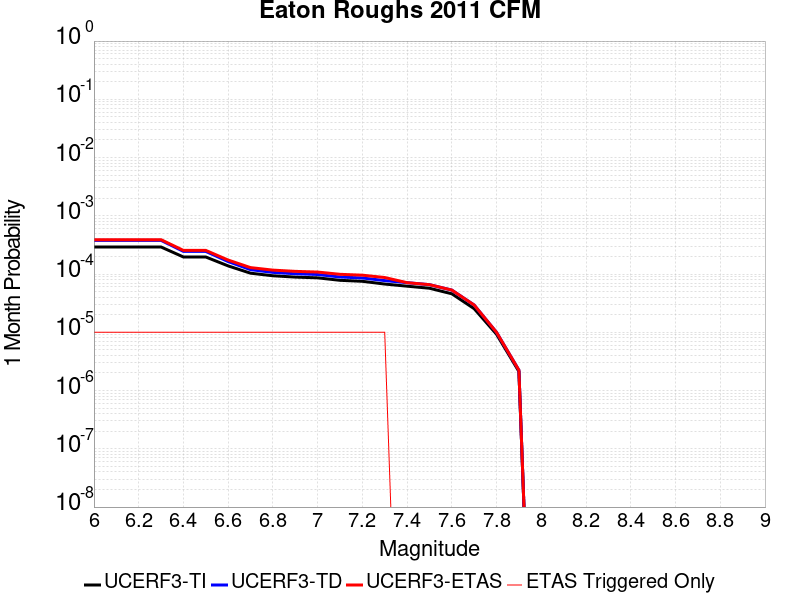 Eaton Roughs 2011 CFM
10^0
10^-1
10^-2
10^-3
10^-4
10^-5
10^-6
10^-7
10^-8
1 Month Probability
6 6.2 6.4 6.6 6.8 7 7.2 7.4 7.6 7.8 8 8.2 8.4 8.6 8.8 9
Magnitude
UCERF3-TI UCERF3-TD UCERF3-ETAS ETAS Triggered Only